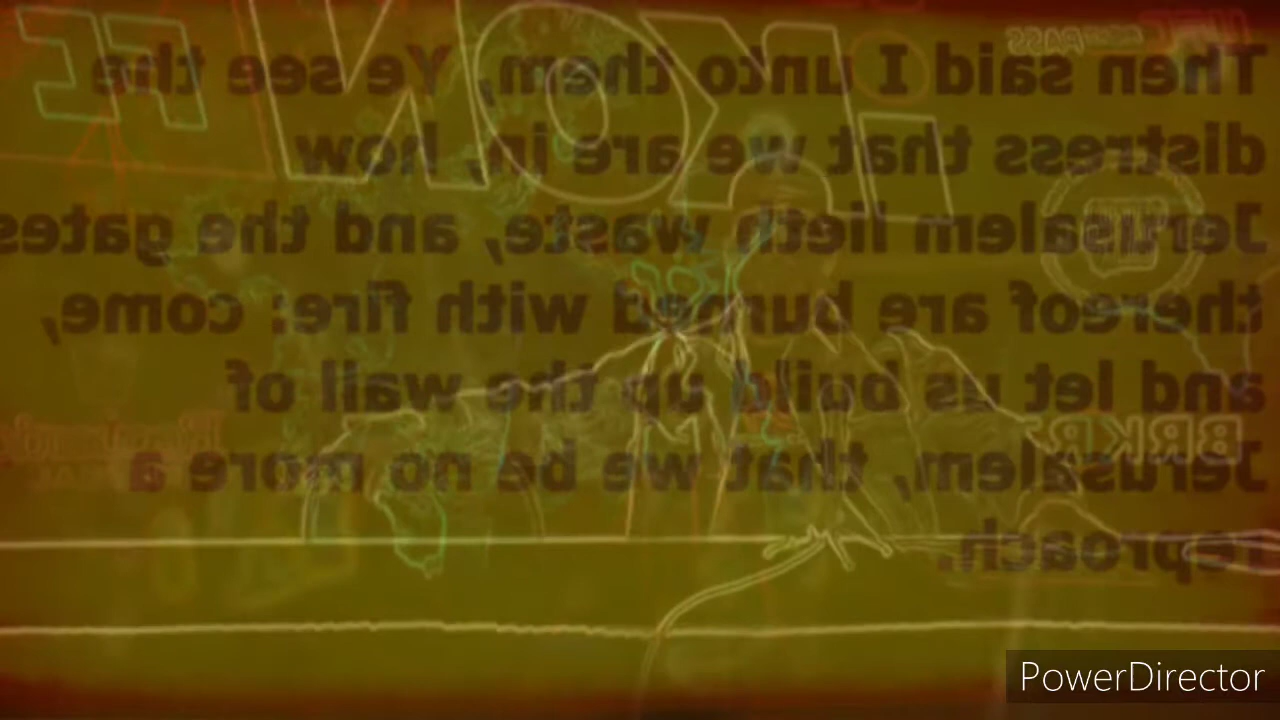 Then said I unto them, Ye see the
distress that we are in, how
Jerusalem lieth waste, and the gates
thereof are burned with fire: come,
and let us build up the wall of
Jerusalem, that we be no more a
reproach.
BRKR
PowerDirector